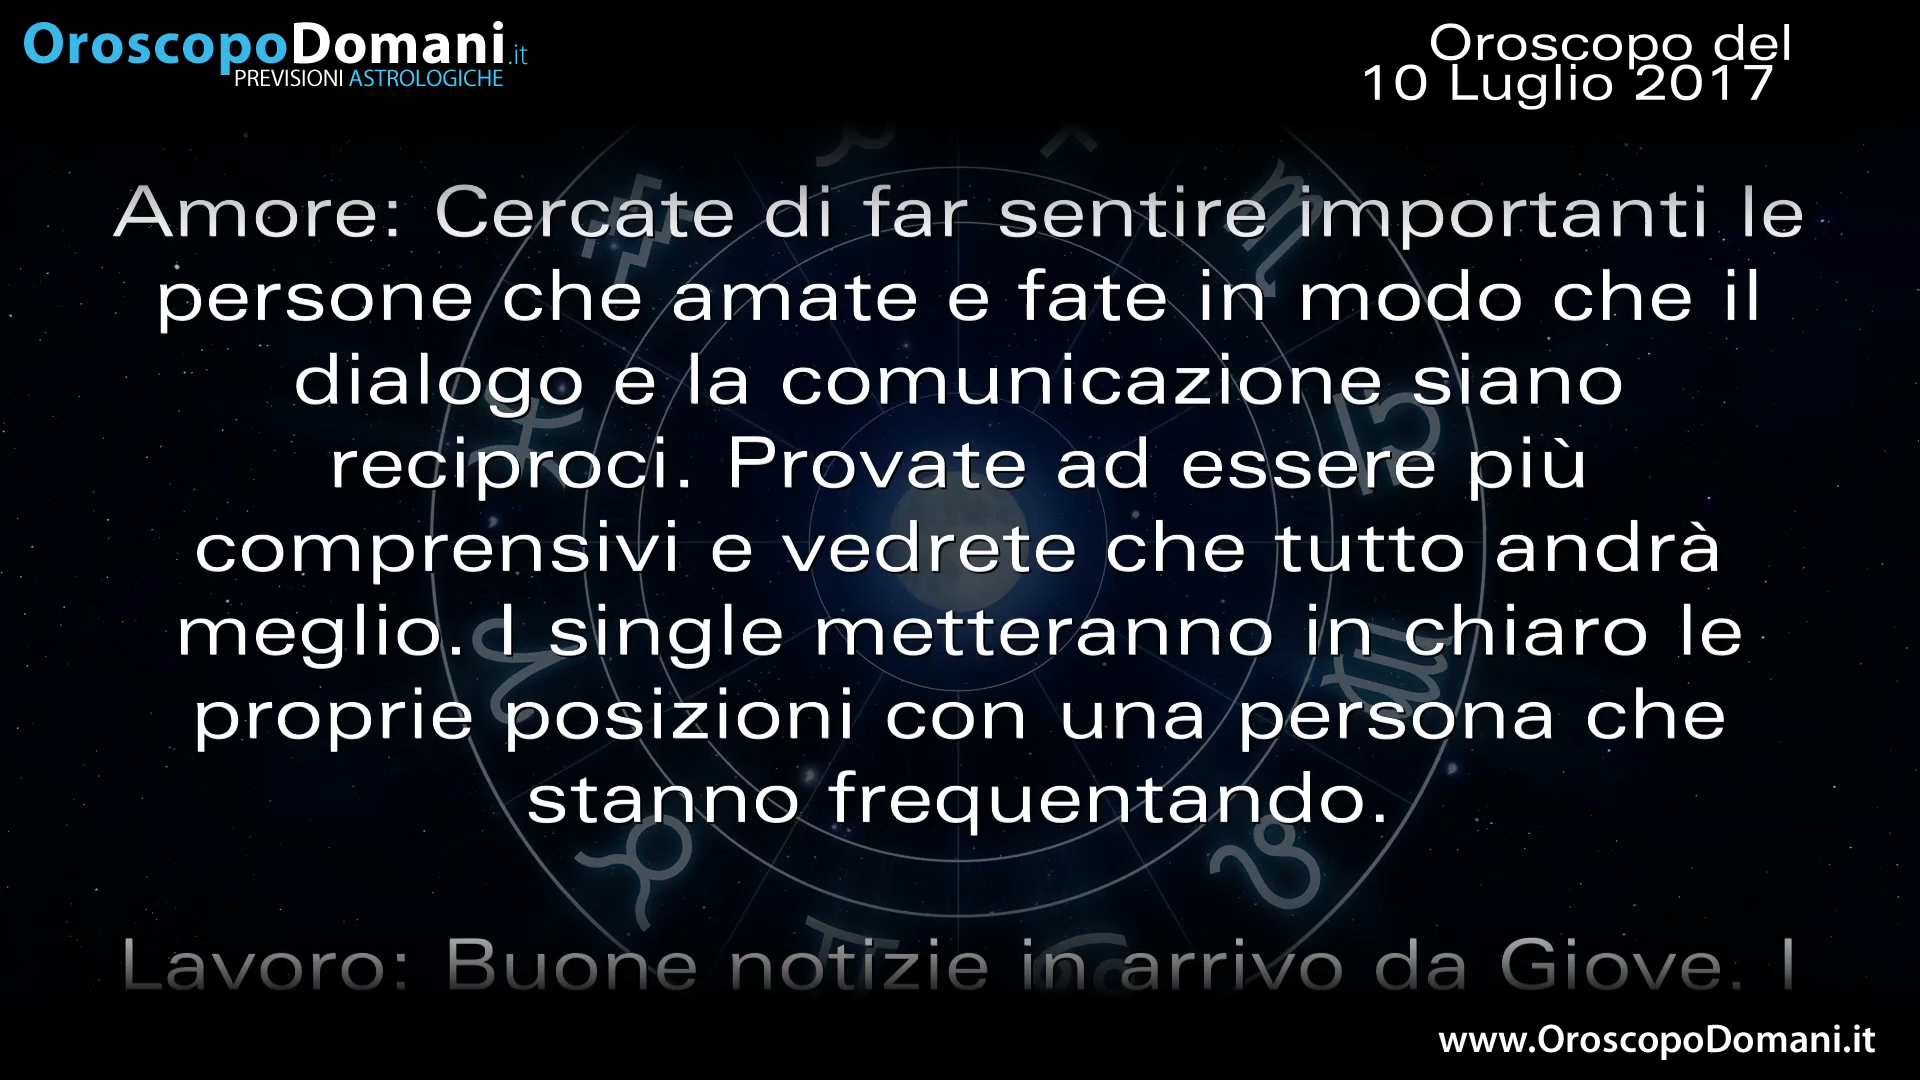 OroscopoDomani.it
PREVISIONI ASTROLOGICHE
Oroscopo del
10 Luglio 2017
Amore: Cercate di far sentire importanti le
persone che amate e fate in modo che il
dialogo e la comunicazione siano
reciproci. Provate ad essere più
comprensivi e vedrete che tutto andrà
meglio. I single metteranno in chiaro le
proprie posizioni con una persona che
stanno frequentando.
Lavoro: Buone notizie in arrivo da Giove. I
www.OroscopoDomani.it